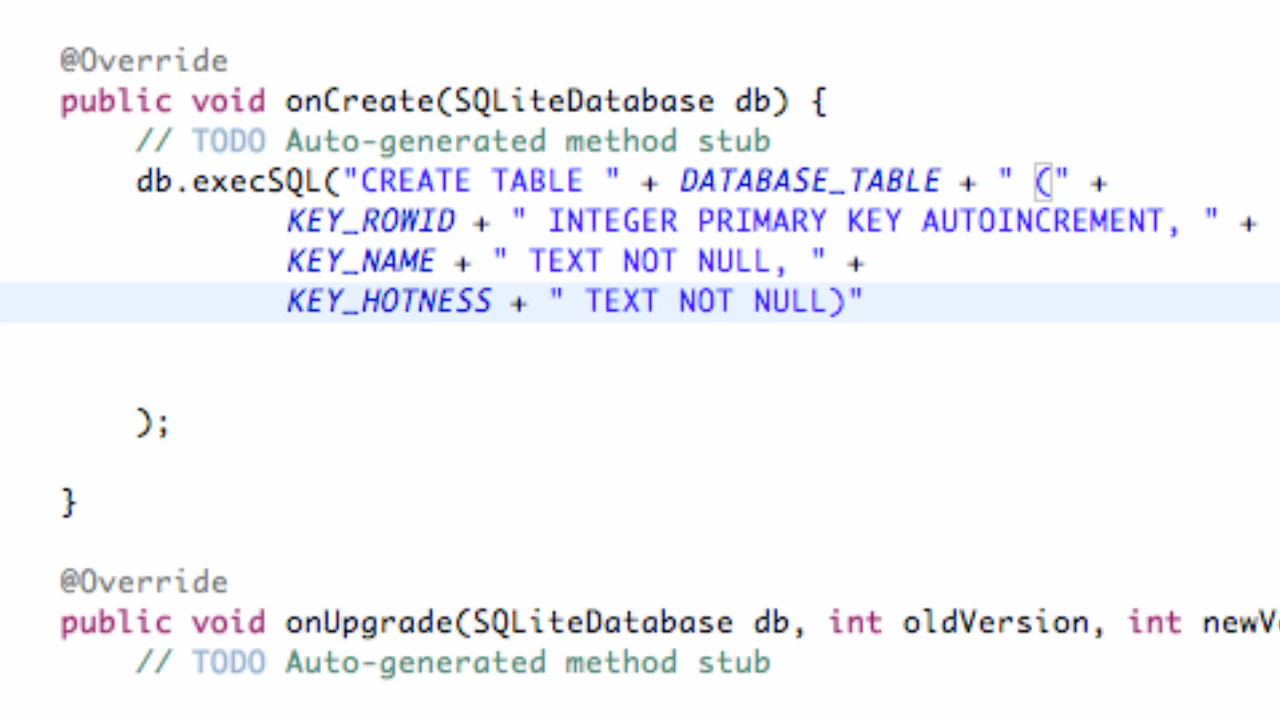 @Override
public void onCreate(SQLiteDatabase db) {
// TODO Auto-generated method stub
db.execSQL("CREATE TABLE " + DATABASE_TABLE + " (" +
KEY_ROWID + " INTEGER PRIMARY KEY AUTOINCREMENT, " +
KEY_NAME + " TEXT NOT NULL, " +
KEY_HOTNESS + " TEXT NOT NULL)"
);
}
@Override
public void onUpgrade(SQLiteDatabase db, int oldVersion, int
// TODO Auto-generated method stub